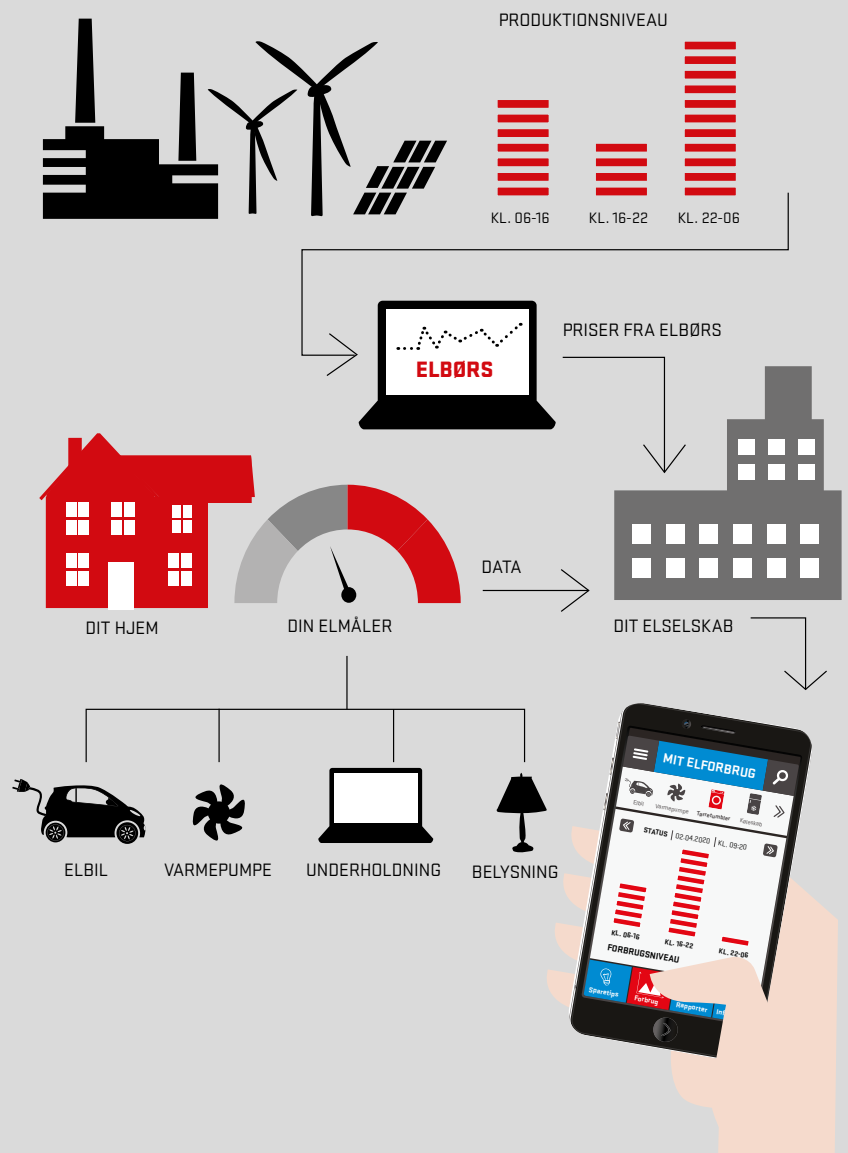 PRODUKTIONSNIVEAU
KL. 06-16
KL. 16-22
KL. 22-06
ELBØRS
PRISER FRA ELBØRS
DATA
DIT HJEM
DIN ELMÅLER
DIT ELSELSKAB
ELBIL
VARMEPUMPE
UNDERHOLDNING
BELYSNING
MIT ELFORBRUG
Elbil
Varmepumpe
Tørretumbler
STATUS | 02.04.2020 | KL. 09:20
KL. 06-16
KL. 16-22
KL. 22-06
FORBRUGSNIVEAU
Sparetips
Forbrug
Rapporter